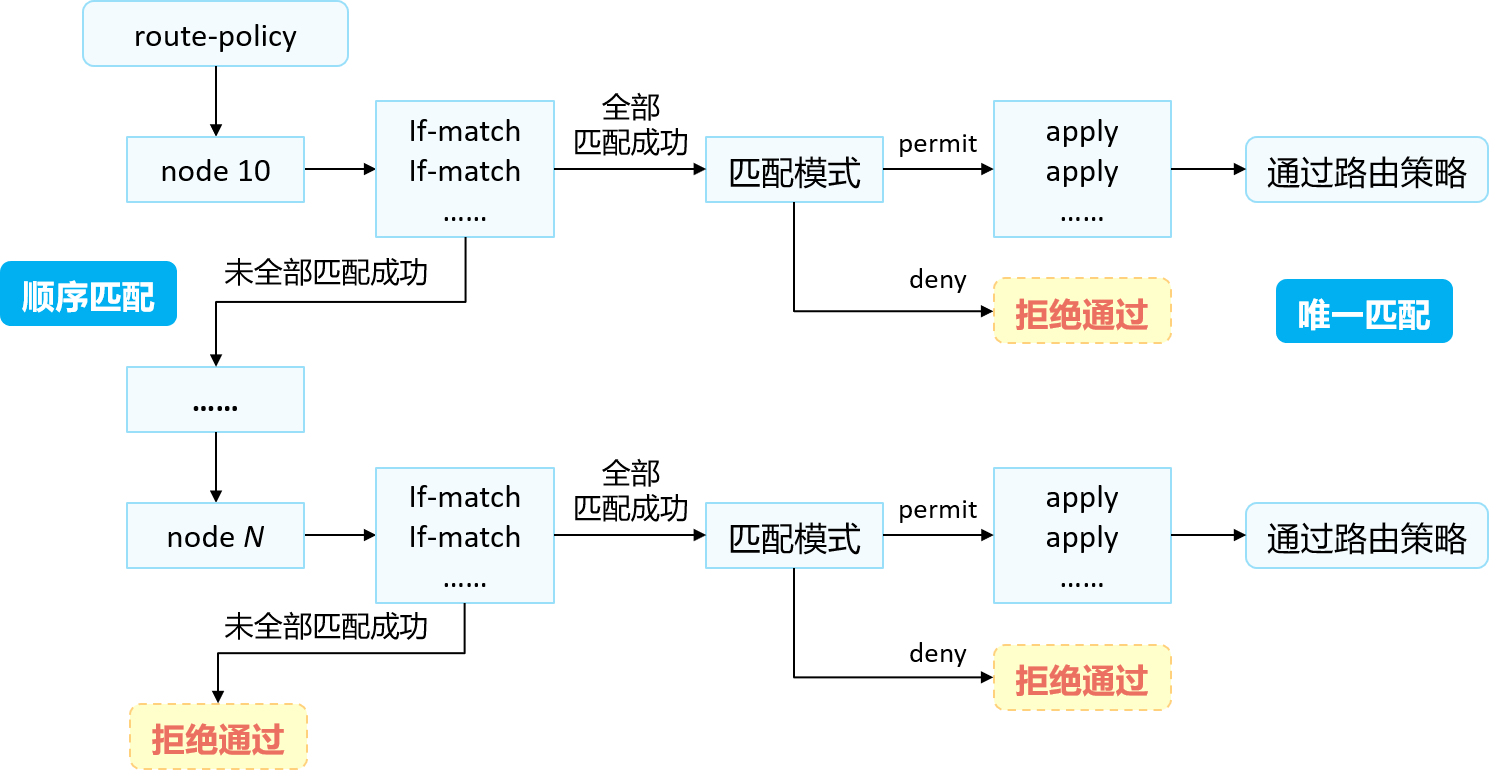 route-policy
node 10
If-match
If-match
……
全部
匹配成功
匹配模式
permit
apply
apply
……
通过路由策略
未全部匹配成功
deny
拒绝通过
顺序匹配
唯一匹配
……
node N
If-match
If-match
……
全部
匹配成功
匹配模式
permit
apply
apply
……
通过路由策略
未全部匹配成功
deny
拒绝通过
拒绝通过